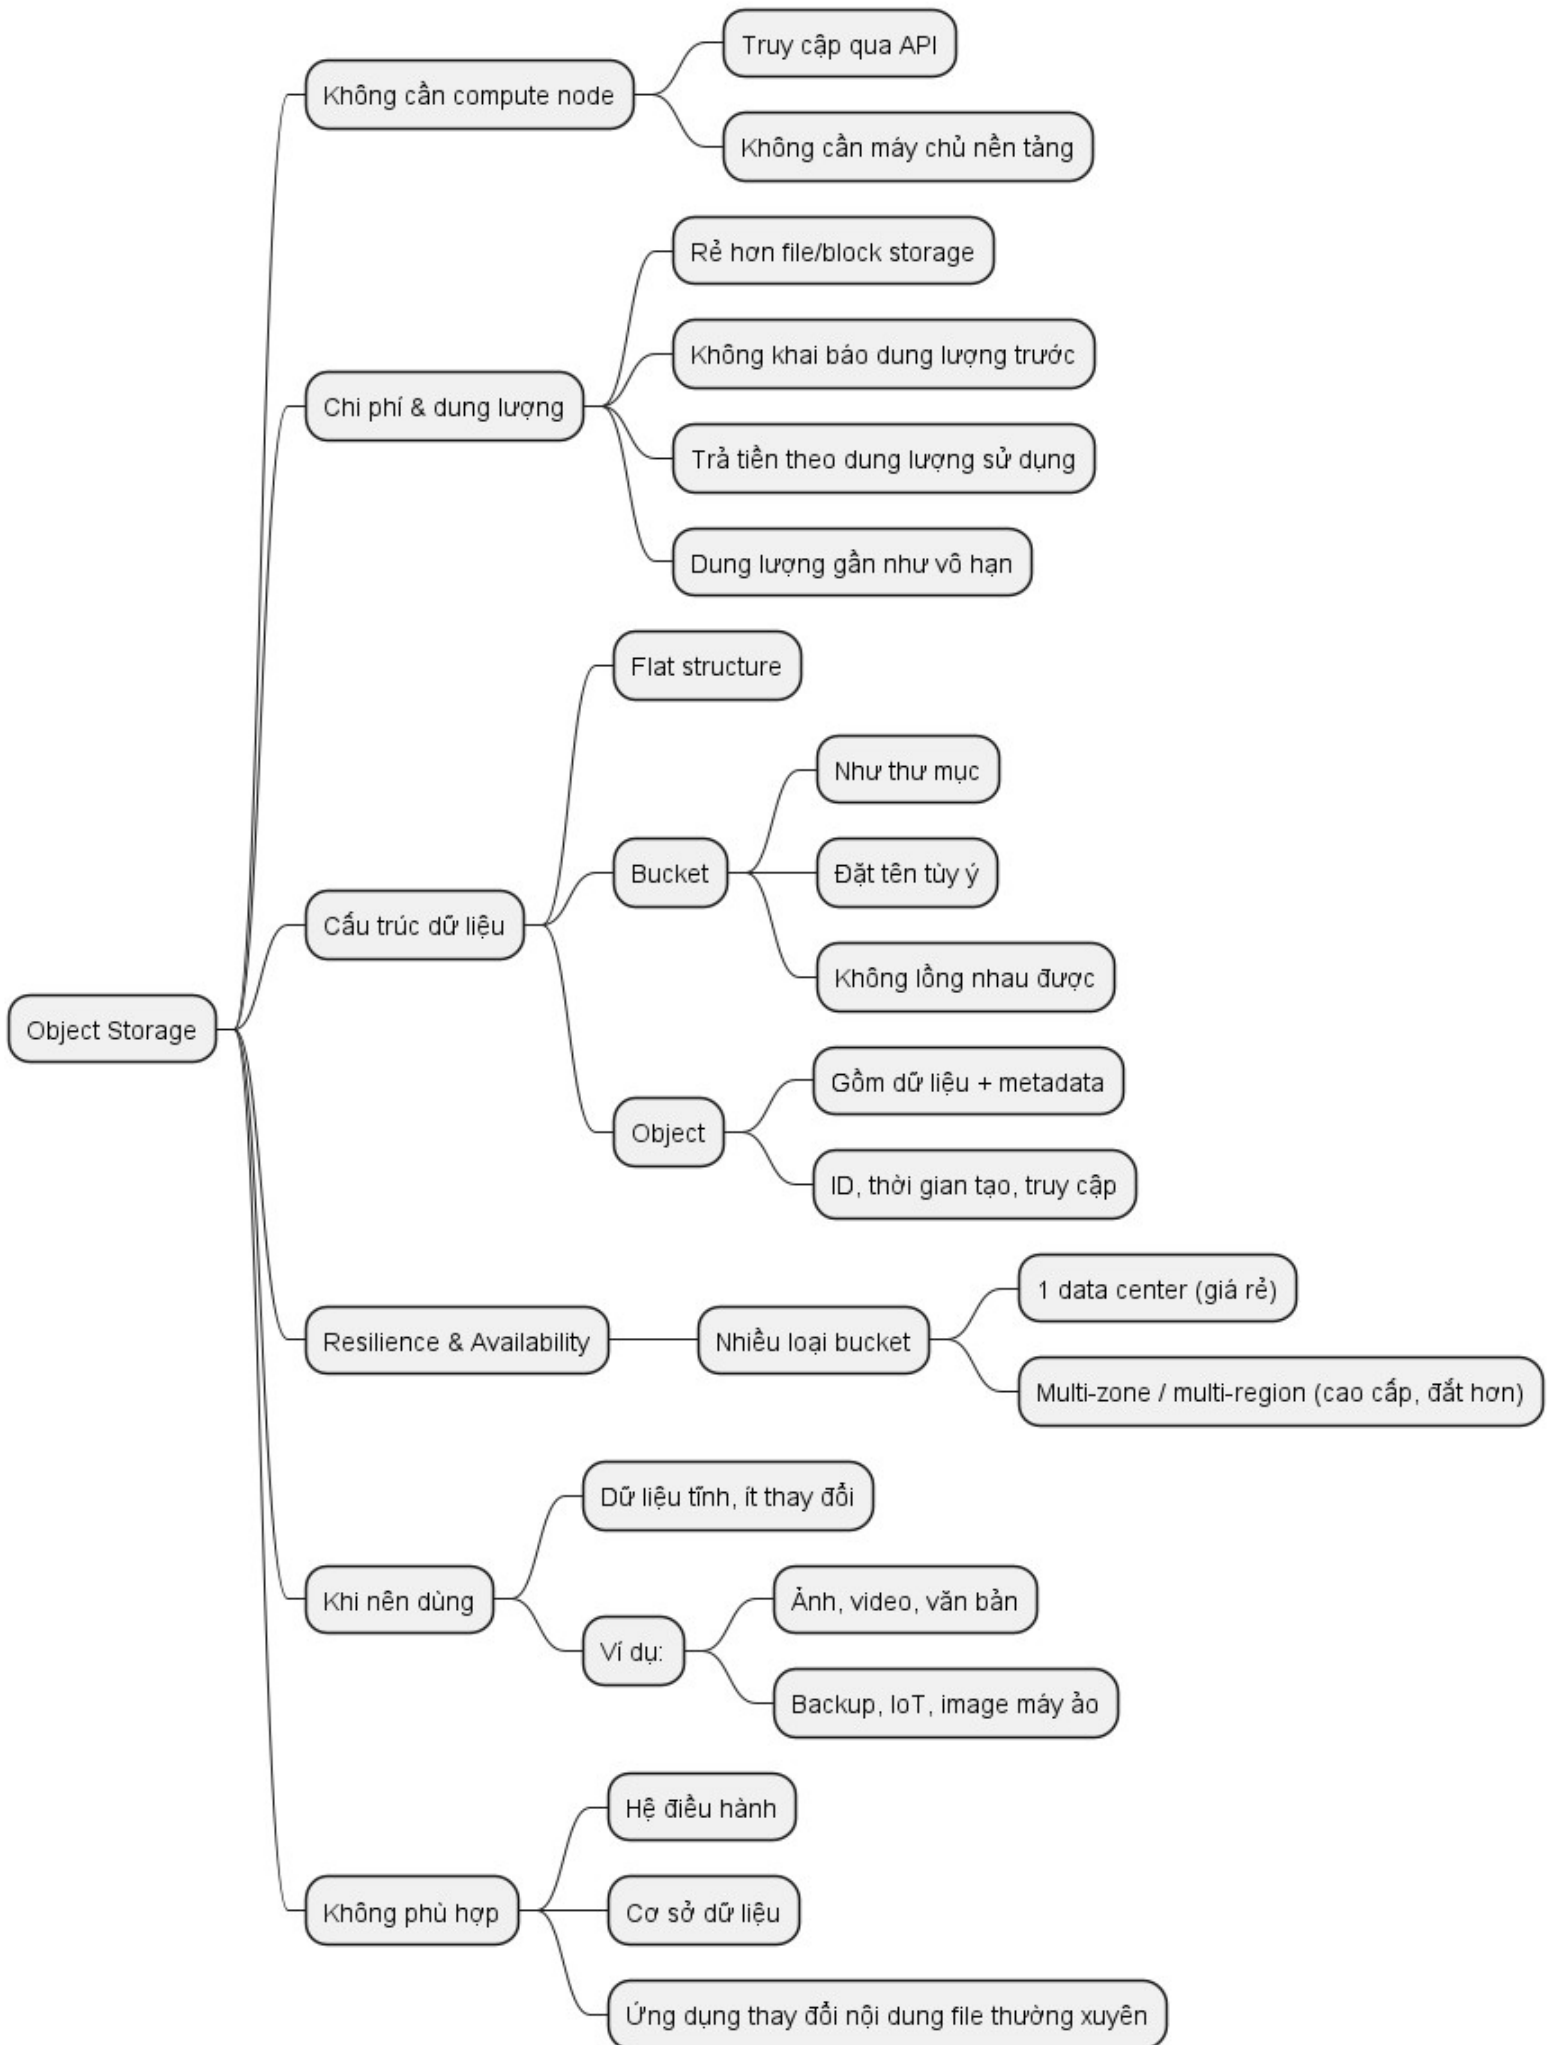 Truy cập qua API
Không cần compute node
Không cần máy chủ nền tảng
Rẻ hơn file/block storage
Không khai báo dung lượng trước
Chi phí & dung lượng
Trả tiền theo dung lượng sử dụng
Dung lượng gần như vô hạn
Flat structure
Như thư mục
Bucket
Đặt tên tùy ý
Cấu trúc dữ liệu
Không lồng nhau được
Object Storage
Gồm dữ liệu + metadata
Object
ID, thời gian tạo, truy cập
1 data center (giá rẻ)
Resilience & Availability
Nhiều loại bucket
Multi-zone / multi-region (cao cấp, đắt hơn)
Dữ liệu tĩnh, ít thay đổi
Khi nên dùng
Ảnh, video, văn bản
Ví dụ:
Backup, IoT, image máy ảo
Hệ điều hành
Không phù hợp
Cơ sở dữ liệu
Ứng dụng thay đổi nội dung file thường xuyên